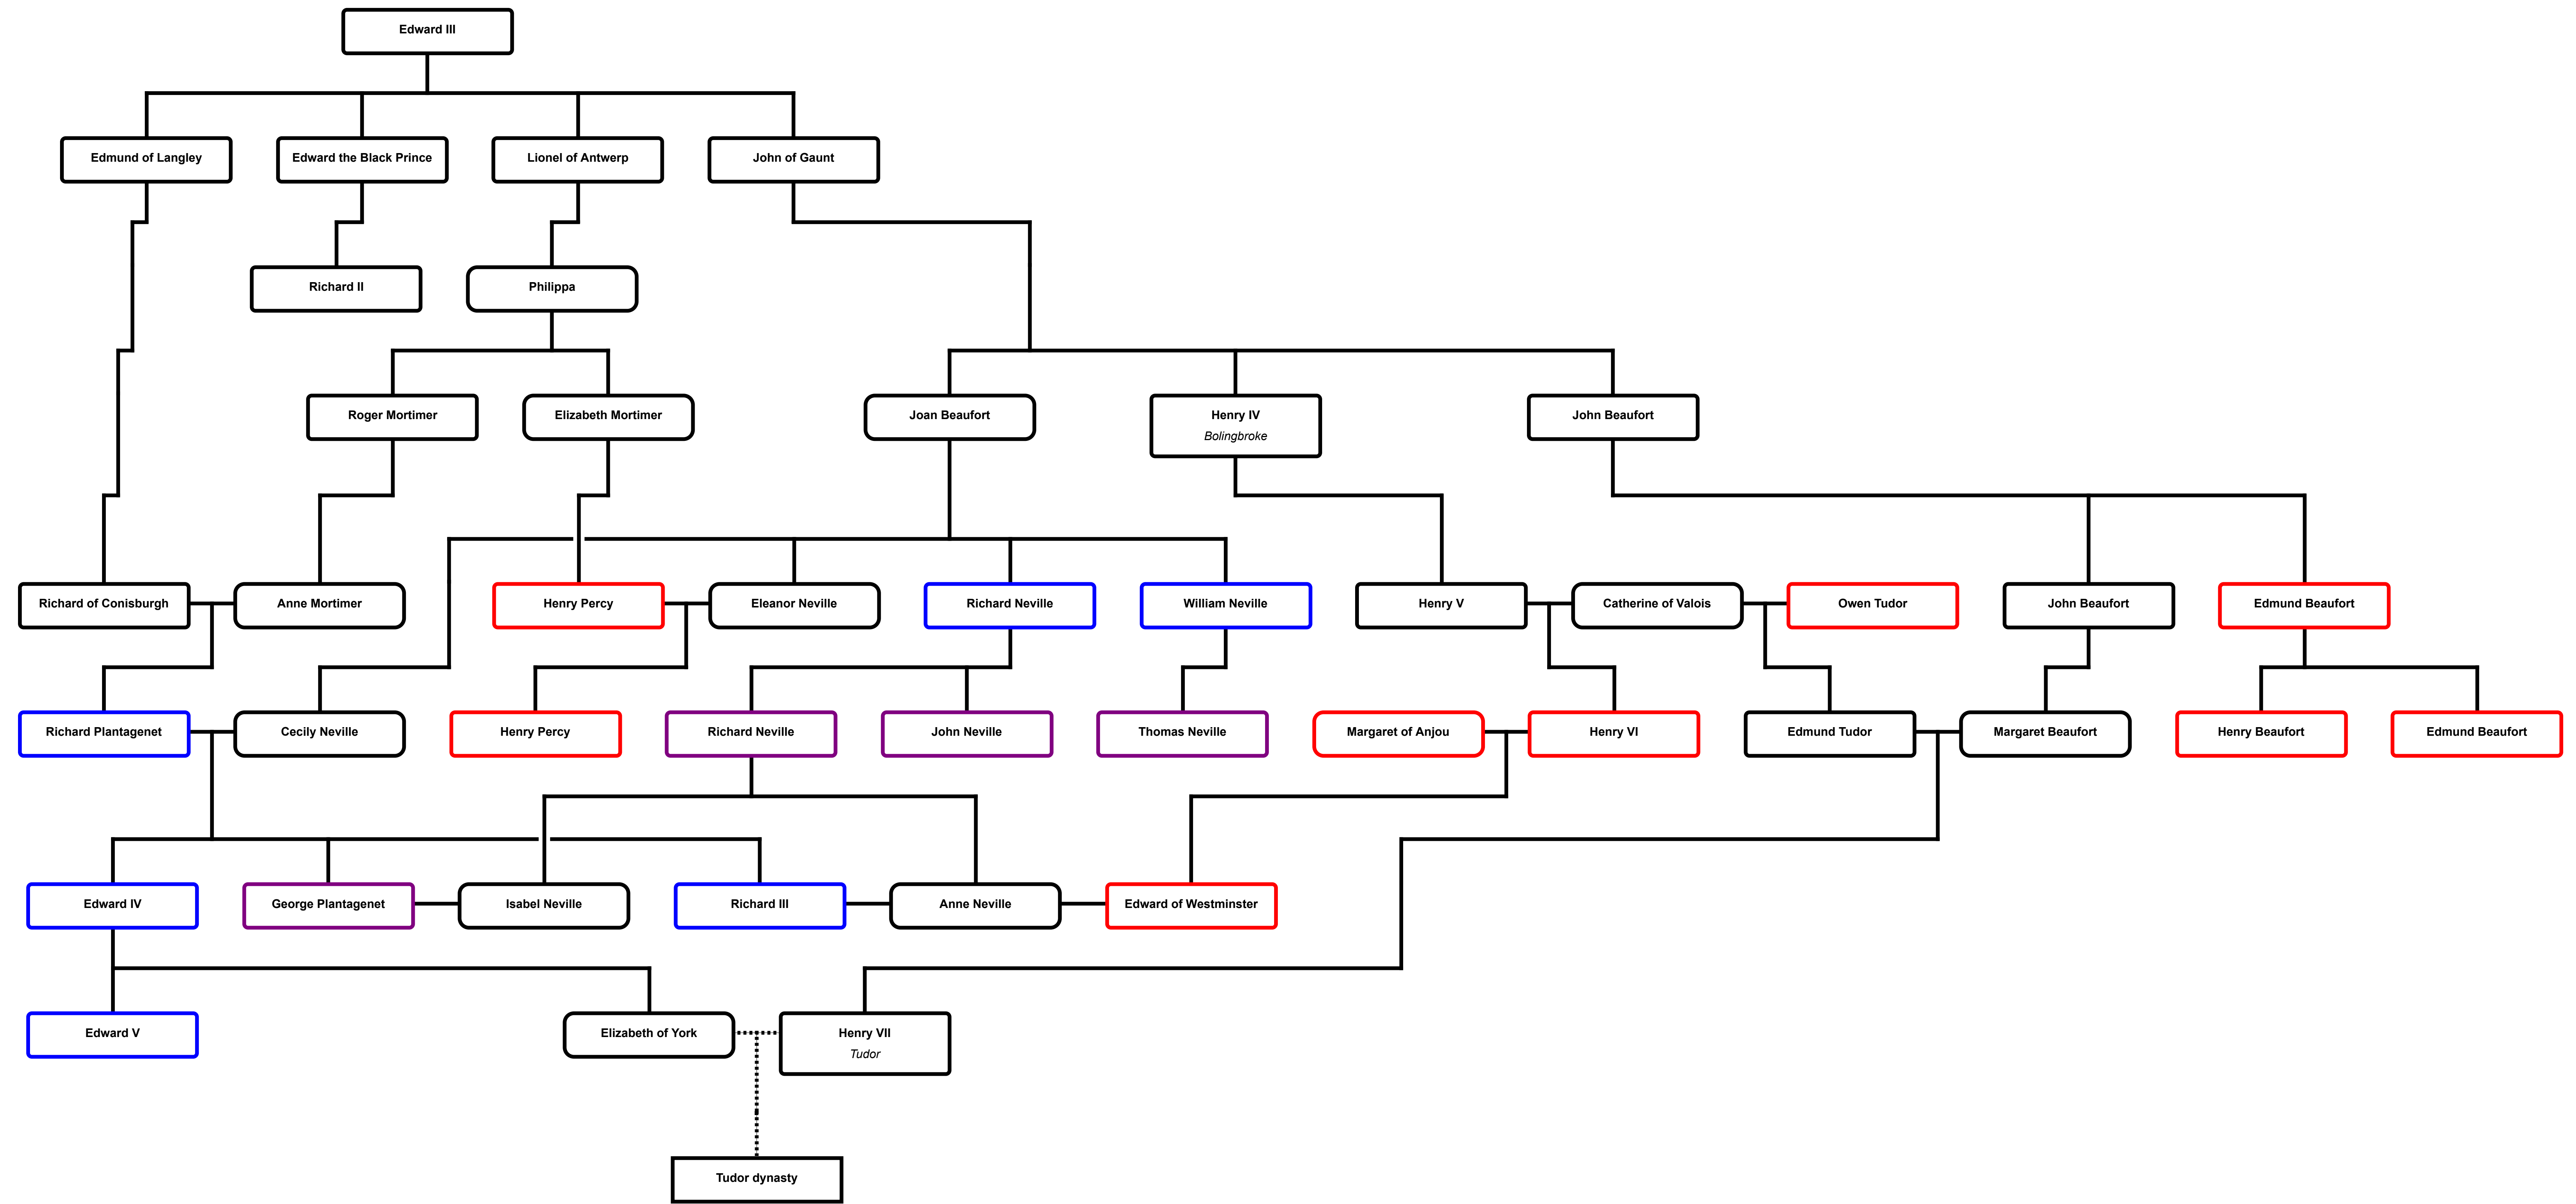 Edward III
Edmund of Langley
Edward the Black Prince
Lionel of Antwerp
John of Gaunt
Richard II
Philippa
Roger Mortimer
Elizabeth Mortimer
Joan Beaufort
Henry IV
Bolingbroke
John Beaufort
Richard of Conisburgh
Anne Mortimer
Henry Percy
Eleanor Neville
Richard Neville
William Neville
Henry V
Catherine of Valois
Owen Tudor
John Beaufort
Edmund Beaufort
Richard Plantagenet
Cecily Neville
Henry Percy
Richard Neville
John Neville
Thomas Neville
Margaret of Anjou
Henry VI
Edmund Tudor
Margaret Beaufort
Henry Beaufort
Edmund Beaufort
Edward IV
George Plantagenet
Isabel Neville
Richard III
Anne Neville
Edward of Westminster
Edward V
Elizabeth of York
Henry VII
Tudor
Tudor dynasty